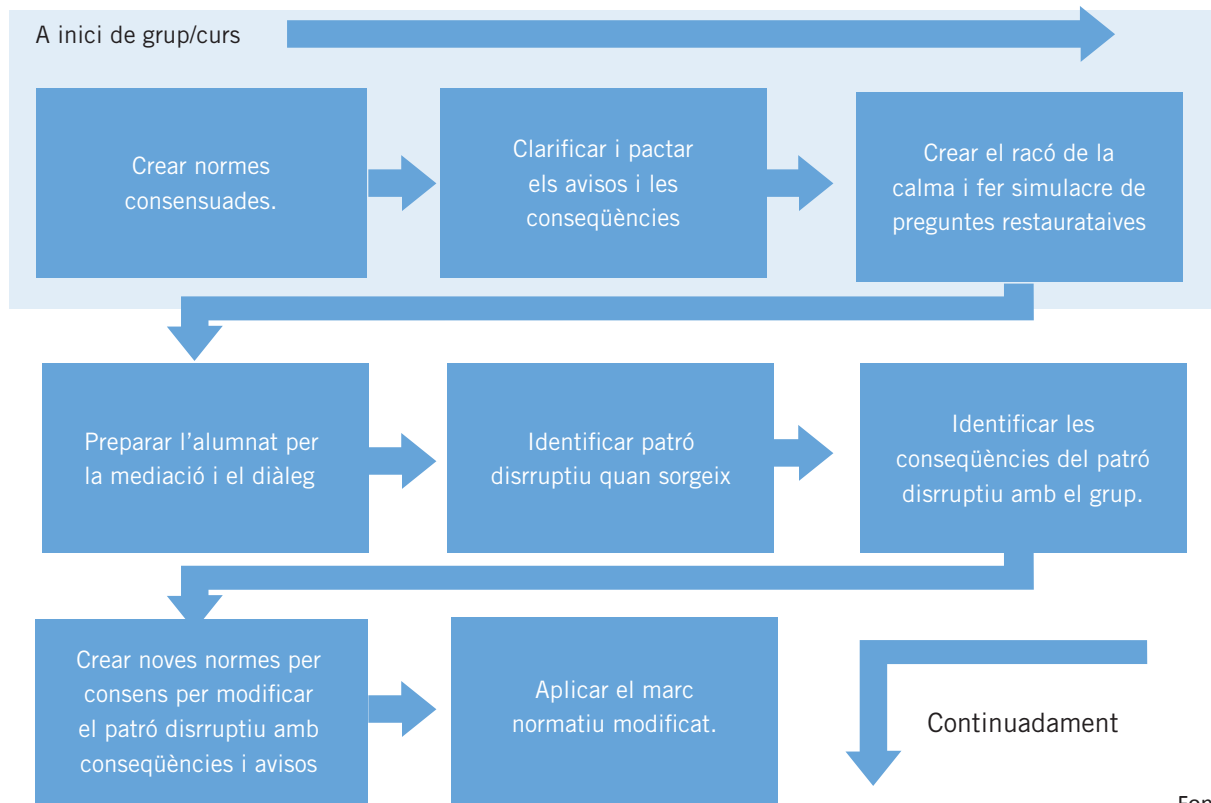 A inici de grup/curs
Crear normes
consensuades.
Clarificar i pactar
els avisos i les
conseqüències
Crear el racó de la
calma i fer simulacre de
preguntes restaurataives
Preparar l’alumnat per
la mediació i el diàleg
Identificar patró
disrruptiu quan sorgeix
Identificar les
conseqüències del patró
disrruptiu amb el grup.
Crear noves normes per
consens per modificar
el patró disrruptiu amb
conseqüències i avisos
Aplicar el marc
normatiu modificat.
Continuadament